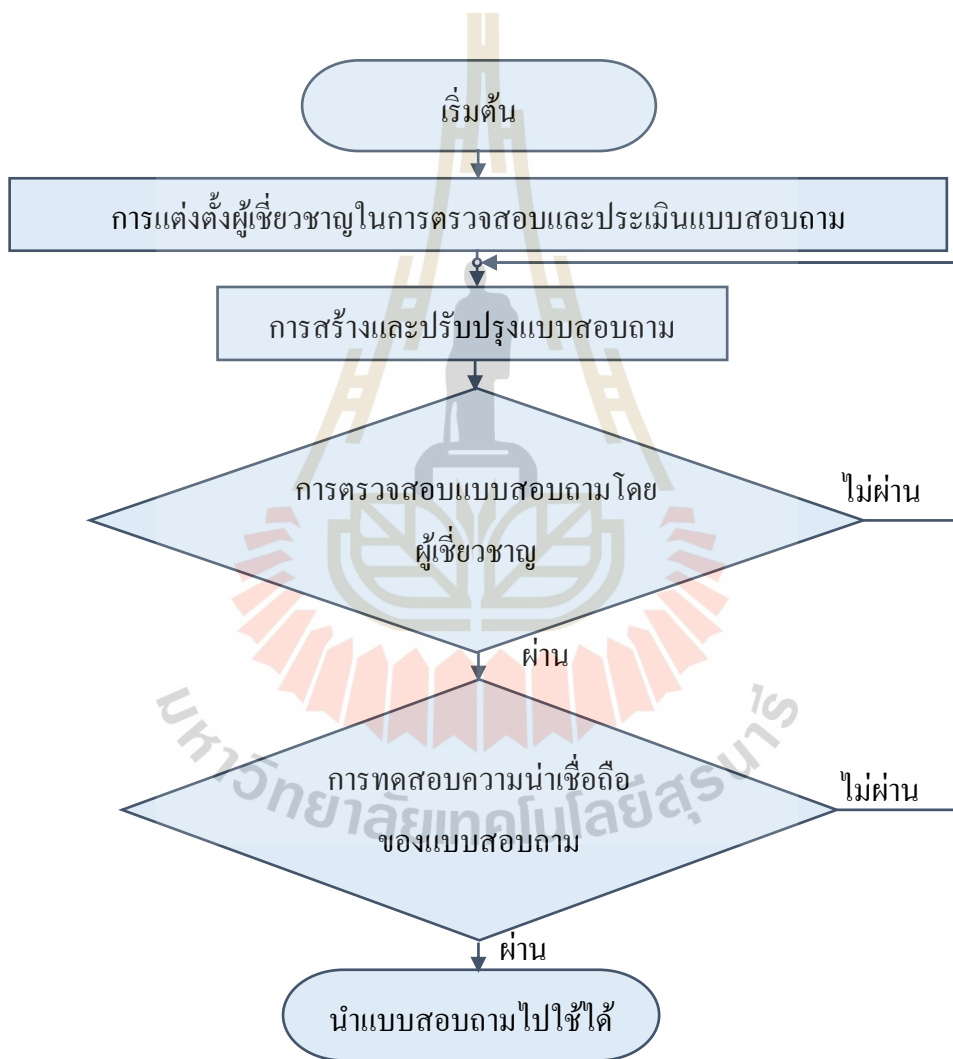 เริ่มต้น
การแต่งตั้งผู้เชี่ยวชาญในการตรวจสอบและประเมินแบบสอบถาม
การสร้างและปรับปรุงแบบสอบถาม
การตรวจสอบแบบสอบถามโดย
ผู้เชี่ยวชาญ
ไม่ผ่าน
ผ่าน
การทดสอบความน่าเชื่อถือ
ของแบบสอบถาม
ไม่ผ่าน
มหาวิทยาลัยเทคโนโลยีสุรนารี
ผ่าน
นำแบบสอบถามไปใช้ได้